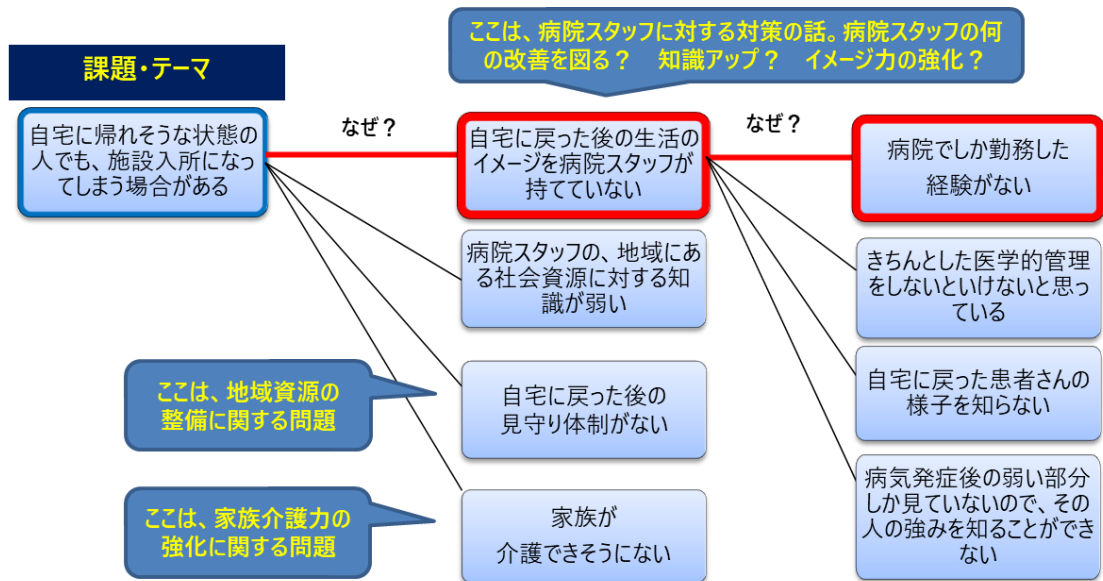 ここは、病院スタッフに対する対策の話。病院スタッフの何
の改善を図る？　知識アップ？　イメージ力の強化？
課題・テーマ
自宅に帰れそうな状態の
人でも、施設入所になっ
てしまう場合がある
なぜ？
自宅に戻った後の生活の
イメージを病院スタッフが
持てていない
なぜ？
病院でしか勤務した
経験がない
病院スタッフの、地域にあ
る社会資源に対する知
識が弱い
きちんとした医学的管理
をしないといけないと思っ
ている
ここは、地域資源の
整備に関する問題
自宅に戻った後の
見守り体制がない
自宅に戻った患者さんの
様子を知らない
ここは、家族介護力の
強化に関する問題
家族が
介護できそうにない
病気発症後の弱い部分
しか見ていないので、その
人の強みを知ることができ
ない